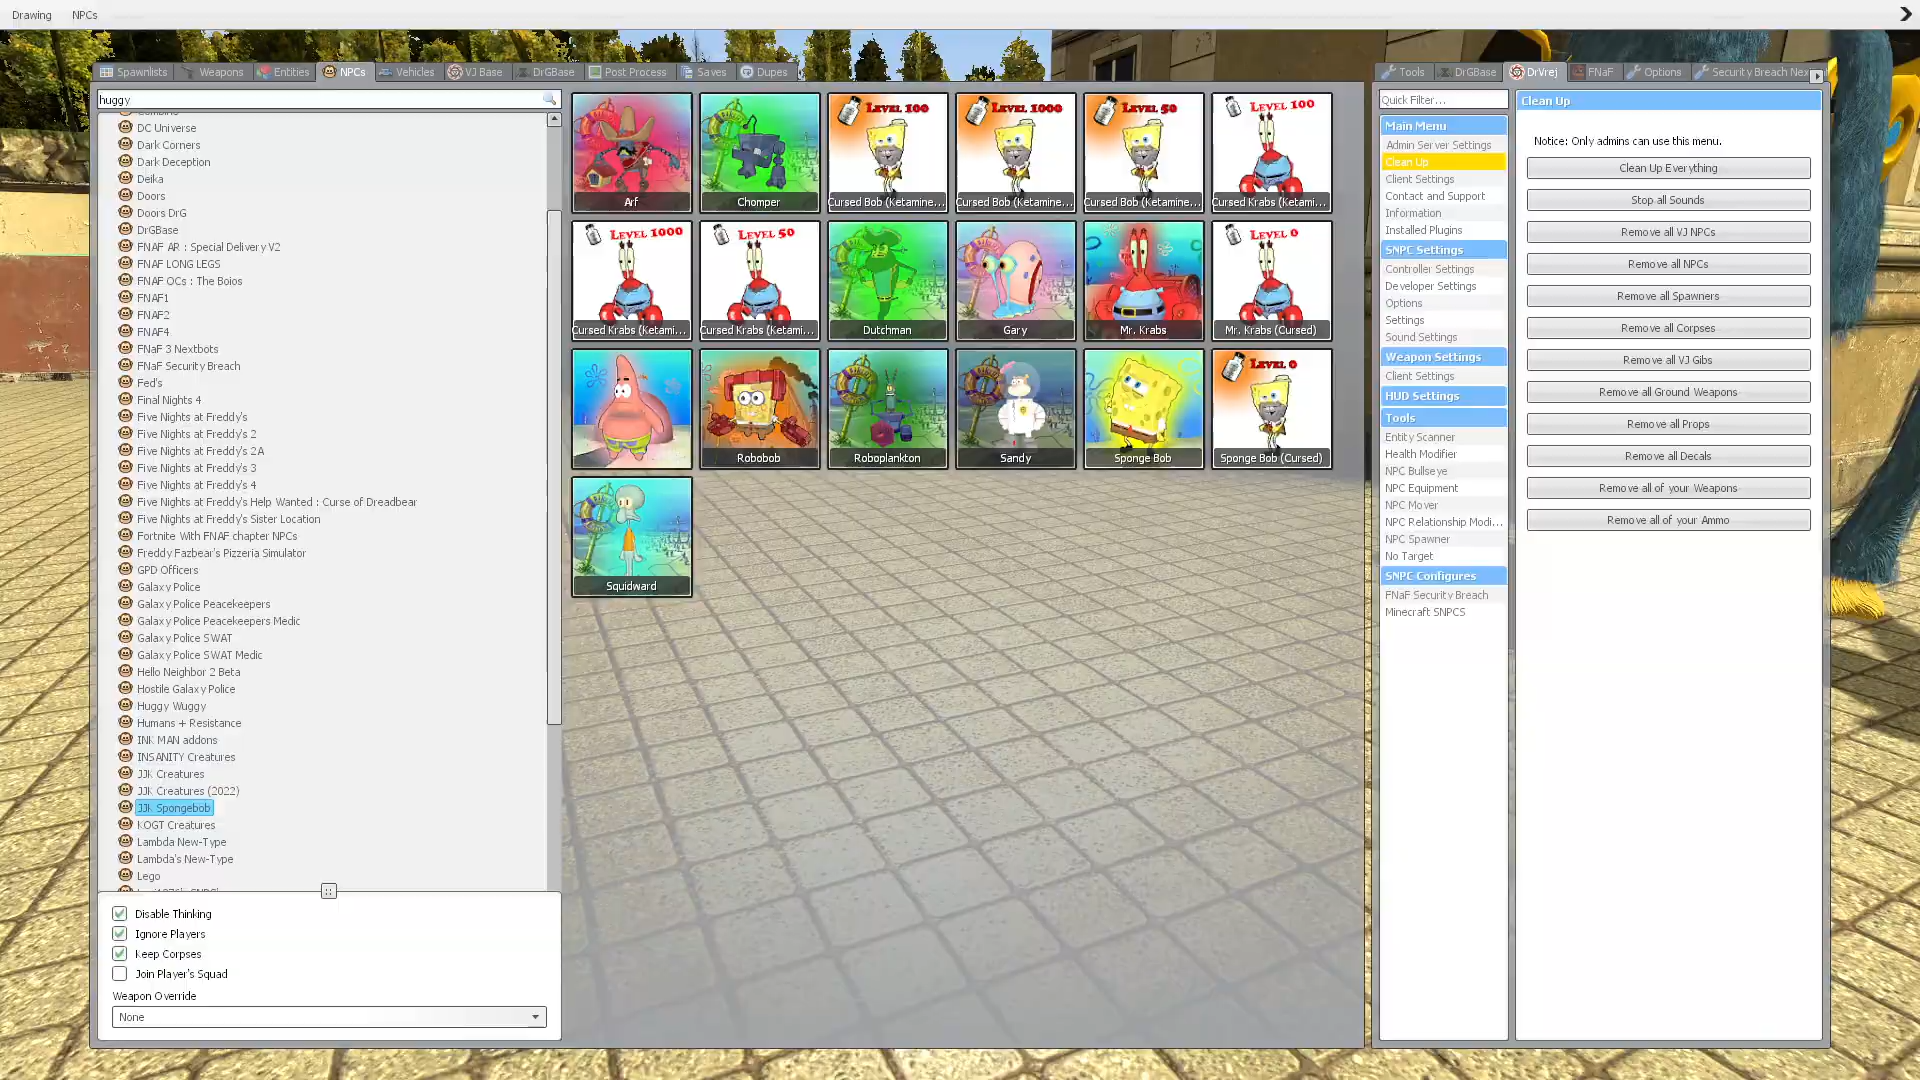 Drawing NPCs
Spawnlists Weapons Entities NPCs Vehicles VJ Base DrGBase Post Process Saves Dupes
Tools DrGBase DrVrej FNaF Options Security Breach Nex
huggy
DC Universe
Dark Corners
Dark Deception
Deika
Doors
Doors DrG
DrGBase
FNAF AR : Special Delivery V2
FNAF LONG LEGS
FNAF OCs : The Boios
FNAF1
FNAF2
FNAF4
FNaF 3 Nextbots
FNaF Security Breach
Fed's
Final Nights 4
Five Nights at Freddy's
Five Nights at Freddy's 2
Five Nights at Freddy's 2A
Five Nights at Freddy's 3
Five Nights at Freddy's 4
Five Nights at Freddy's Help Wanted : Curse of Dreadbear
Five Nights at Freddy's Sister Location
Fortnite With FNAF chapter NPCs
Freddy Fazbear's Pizzeria Simulator
GPD Officers
Galaxy Police
Galaxy Police Peacekeepers
Galaxy Police Peacekeepers Medic
Galaxy Police SWAT
Galaxy Police SWAT Medic
Hello Neighbor 2 Beta
Hostile Galaxy Police
Huggy Wuggy
Humans + Resistance
INK MAN addons
INSANITY Creatures
JJK Creatures
JJK Creatures (2022)
JJK Spongebob
KOGT Creatures
Lambda New-Type
Lambda's New-Type
Lego
Disable Thinking
Ignore Players
Keep Corpses
Join Player's Squad
Weapon Override
None
Level 100 Level 1000 Level 50 Level 100
Arf Chomper Cursed Bob (Ketamine... Cursed Bob (Ketamine... Cursed Bob (Ketamine... Cursed Krabs (Ketami...
Level 1000 Level 50 Level 0
Cursed Krabs (Ketami... Cursed Krabs (Ketami... Dutchman Gary Mr. Krabs Mr. Krabs (Cursed)
Level 0
Robobob Roboplankton Sandy Sponge Bob Sponge Bob (Cursed)
Squidward
Quick Filter...
Main Menu
Admin Server Settings
Clean Up
Client Settings
Contact and Support
Information
Installed Plugins
SNPC Settings
Controller Settings
Developer Settings
Options
Settings
Sound Settings
Weapon Settings
Client Settings
HUD Settings
Tools
Entity Scanner
Health Modifier
NPC Bullseye
NPC Equipment
NPC Mover
NPC Relationship Modi...
NPC Spawner
No Target
SNPC Configures
FNaF Security Breach
Minecraft SNPCS
Clean Up
Notice: Only admins can use this menu.
Clean Up Everything
Stop all Sounds
Remove all VJ NPCs
Remove all NPCs
Remove all Spawners
Remove all Corpses
Remove all VJ Gibs
Remove all Ground Weapons
Remove all Props
Remove all Decals
Remove all of your Weapons
Remove all of your Ammo